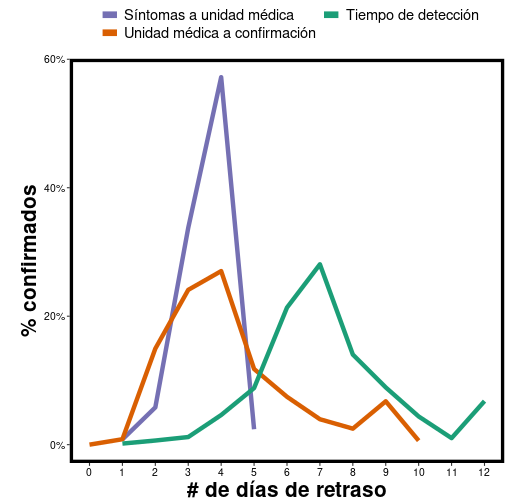 Síntomas a unidad médica
Tiempo de detección
Unidad médica a confirmación
60%
40%
20%
0%
% confirmados
0 1 2 3 4 5 6 7 8 9 10 11 12
# de días de retraso